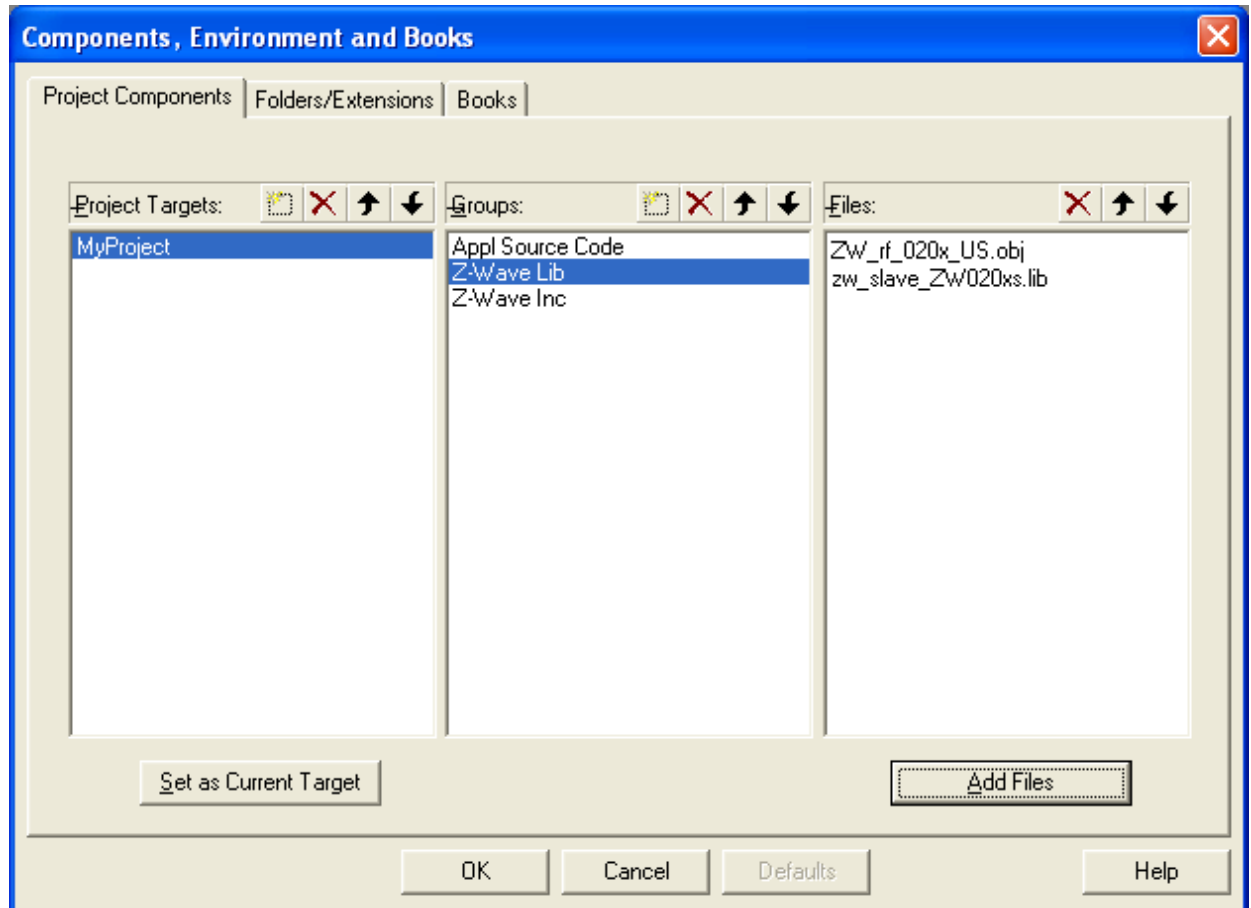 Components, Environment and Books
Project Components Folders/Extensions Books
Project Targets: Groups: Files:
MyProject
Appl Source Code
Z-Wave Lib
Z-Wave Inc
ZW_rf_020x_US.obj
zw_slave_ZW020xs.lib
Set as Current Target Add Files
OK Cancel Defaults Help